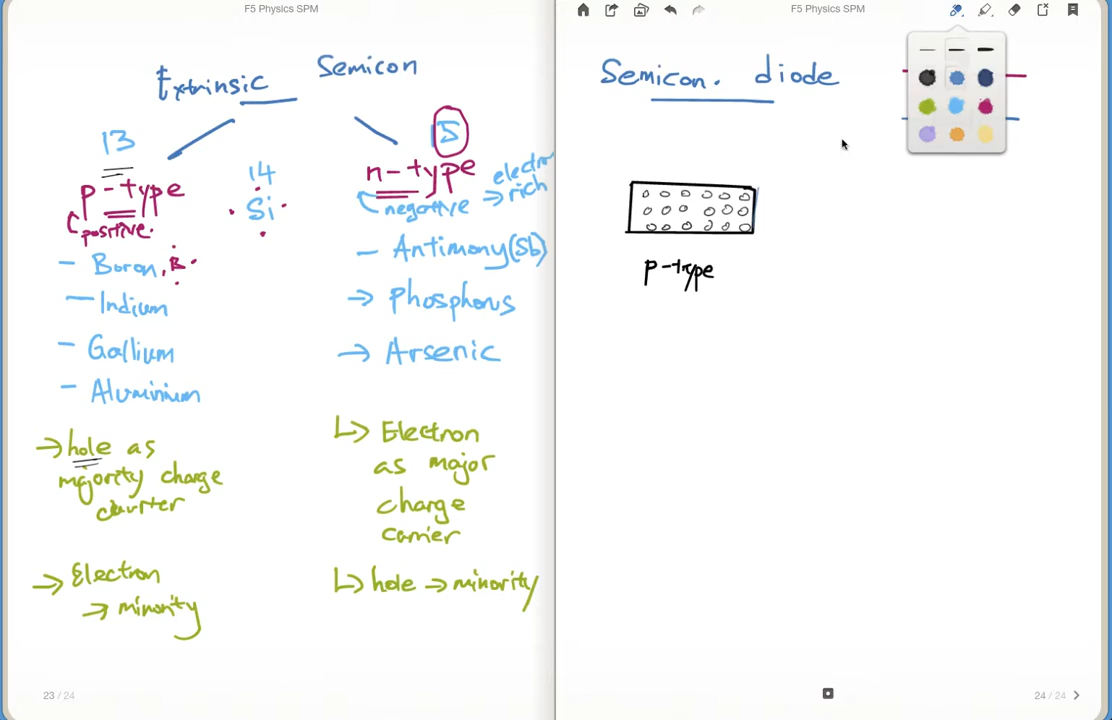 F5 Physics SPM
Extrinsic Semicon
13
p-type
positive.
- Boron, B
- Indium
- Gallium
- Aluminium
→ hole as
majority charge
→ Electron
→ minority
14
Si
5
n-type
negative → electron
rich
- Antimony (Sb)
→ Phosphorus
→ Arsenic
↳ Electron
as major
charge
carrier
↳ hole → minority
23 / 24
F5 Physics SPM
Semicon. diode
p-type
24 / 24